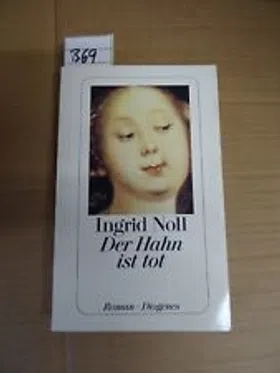 369
Ingrid Noll
Der Hahn
ist tot
Roman · Diogenes